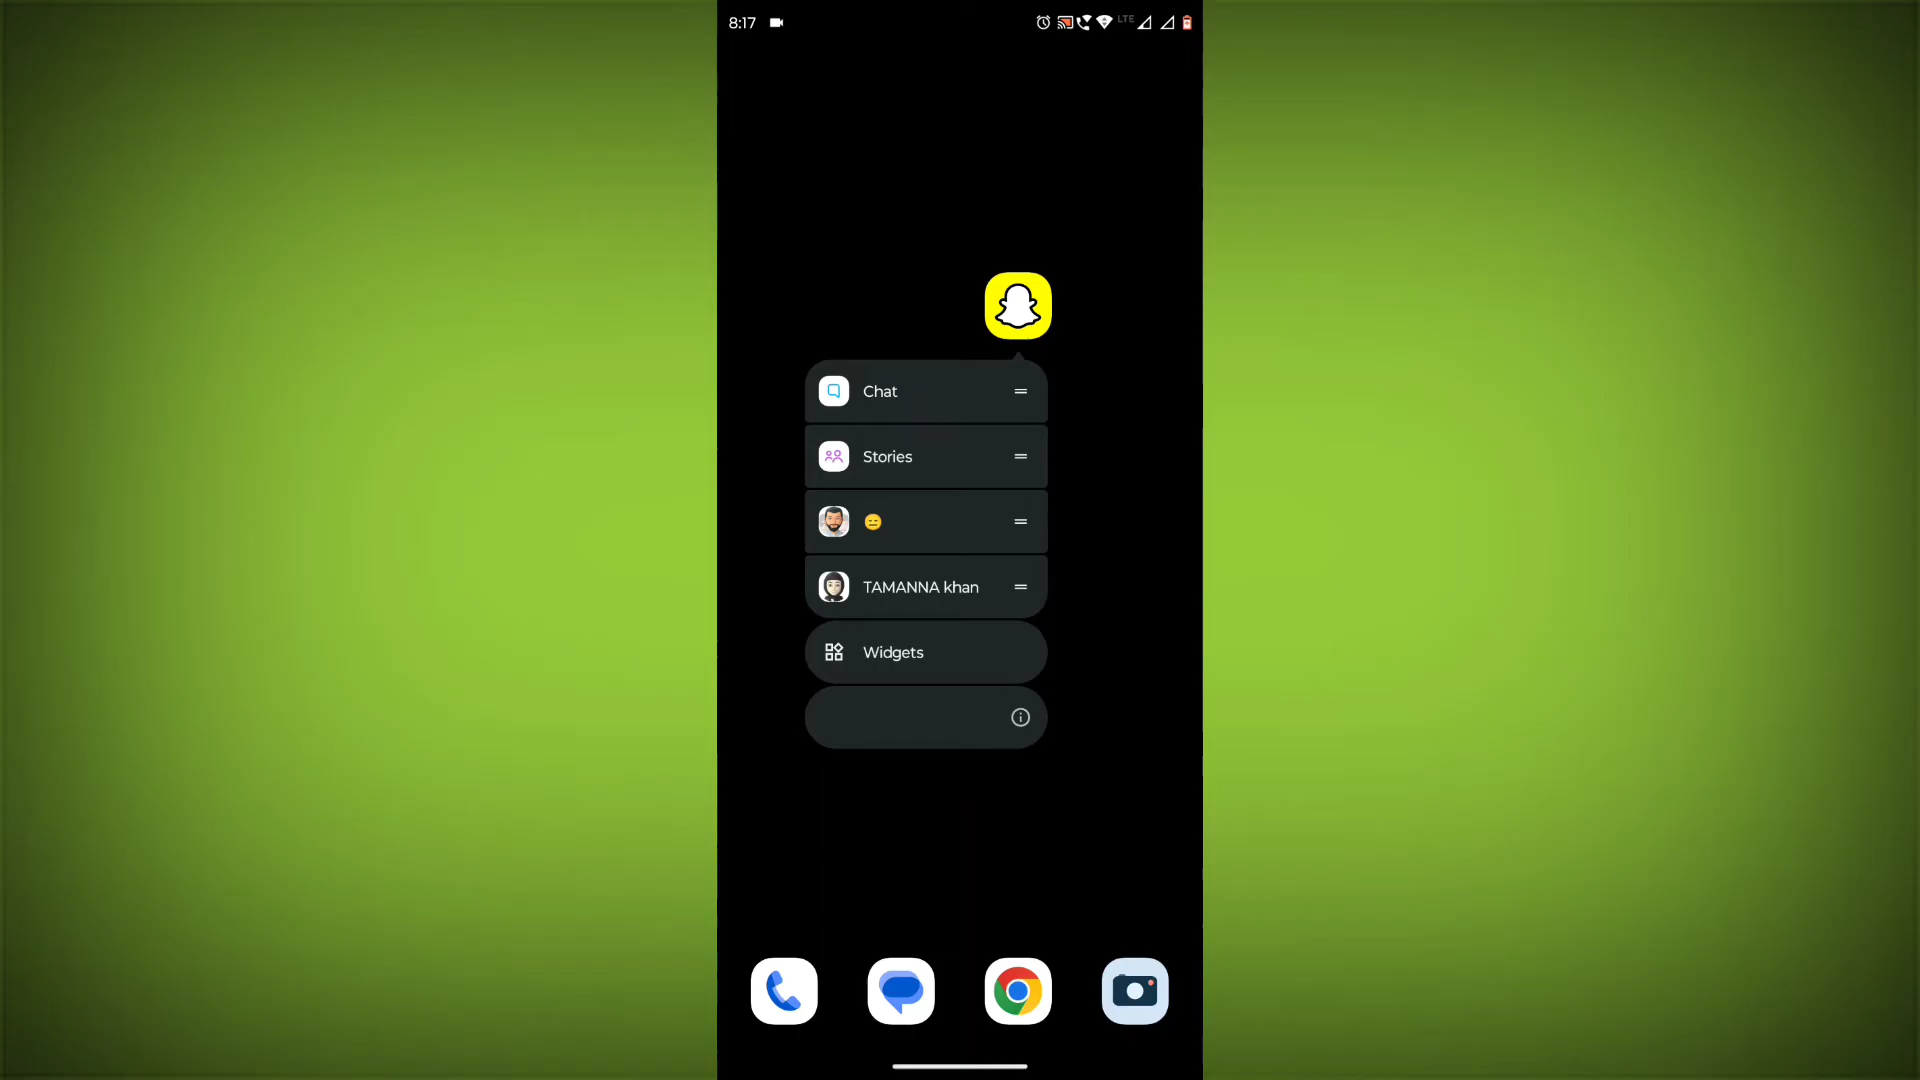 8:17
LTE
Chat
Stories
😑
TAMANNA khan
Widgets